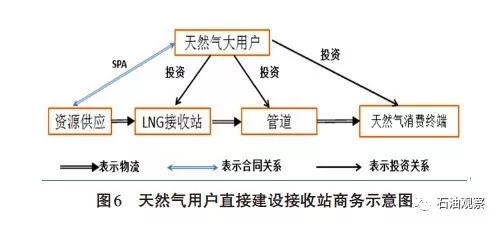 天然气大用户
SPA
投资
投资
投资
资源供应
LNG接收站
管道
天然气消费终端
表示物流
表示合同关系
表示投资关系
图6 天然气用户直接建设接收站商务示意图
石油观察